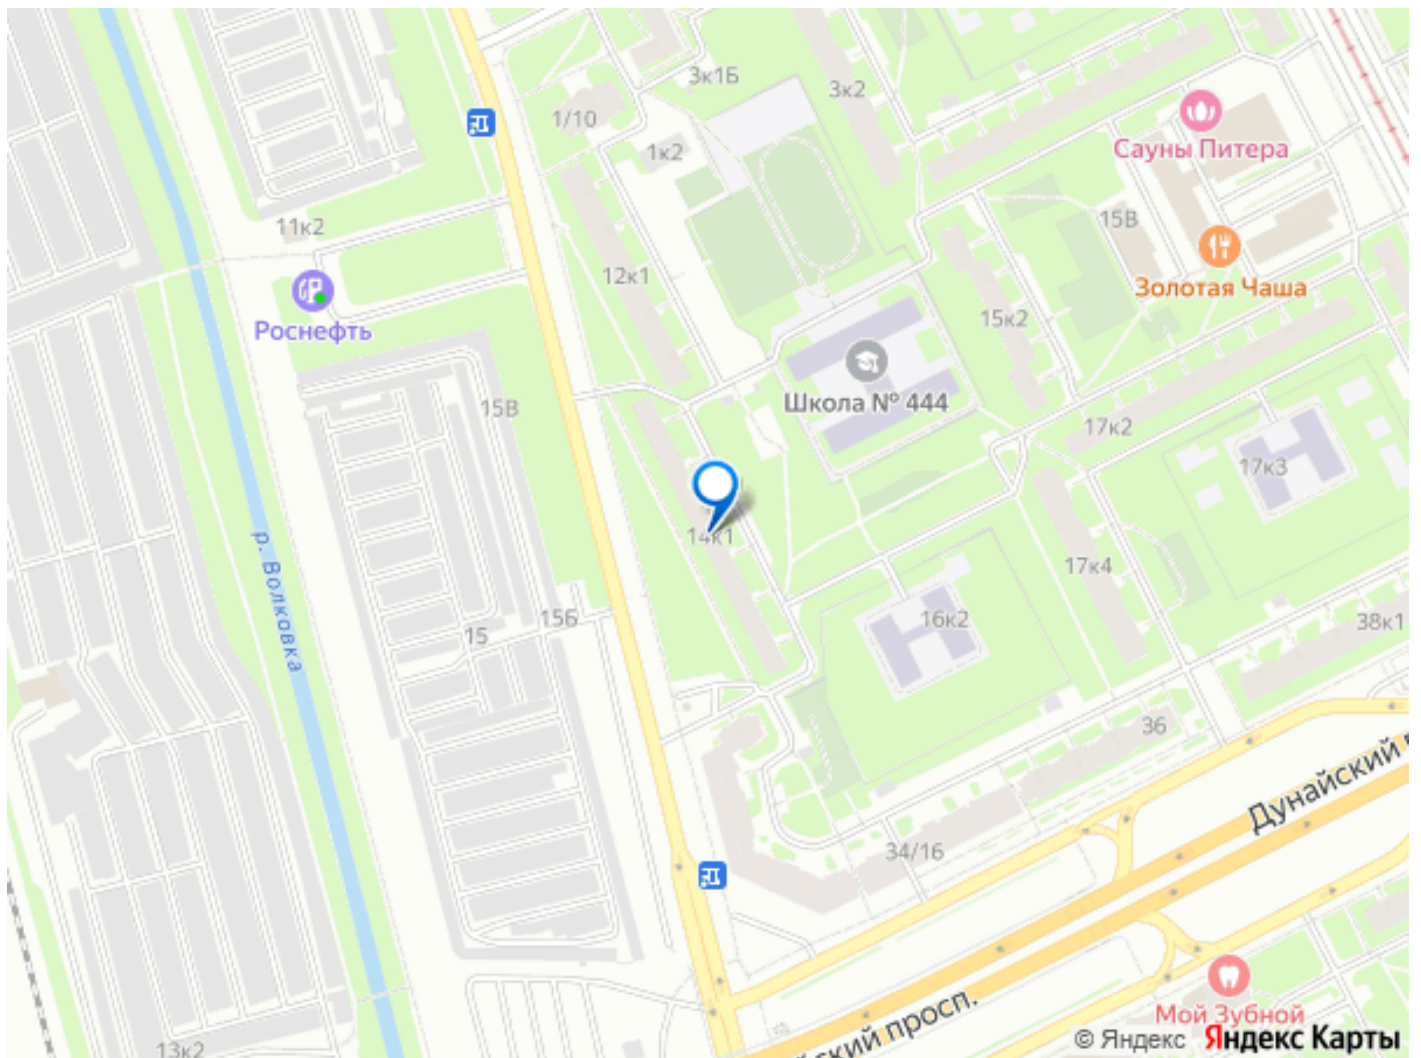 3к1Б
3к2
1/10
1к2
Сауны Питера
11к2
15В
12к1
Золотая Чаша
Роснефть
15к2
15В
Школа № 444
17к2
17к3
14к1
р. Волковка
17к4
15Б
15
16к2
38к1
36
Дунайский
34/16
ский просп.
Мой Зубной
13к2
© Яндекс Яндекс Карты